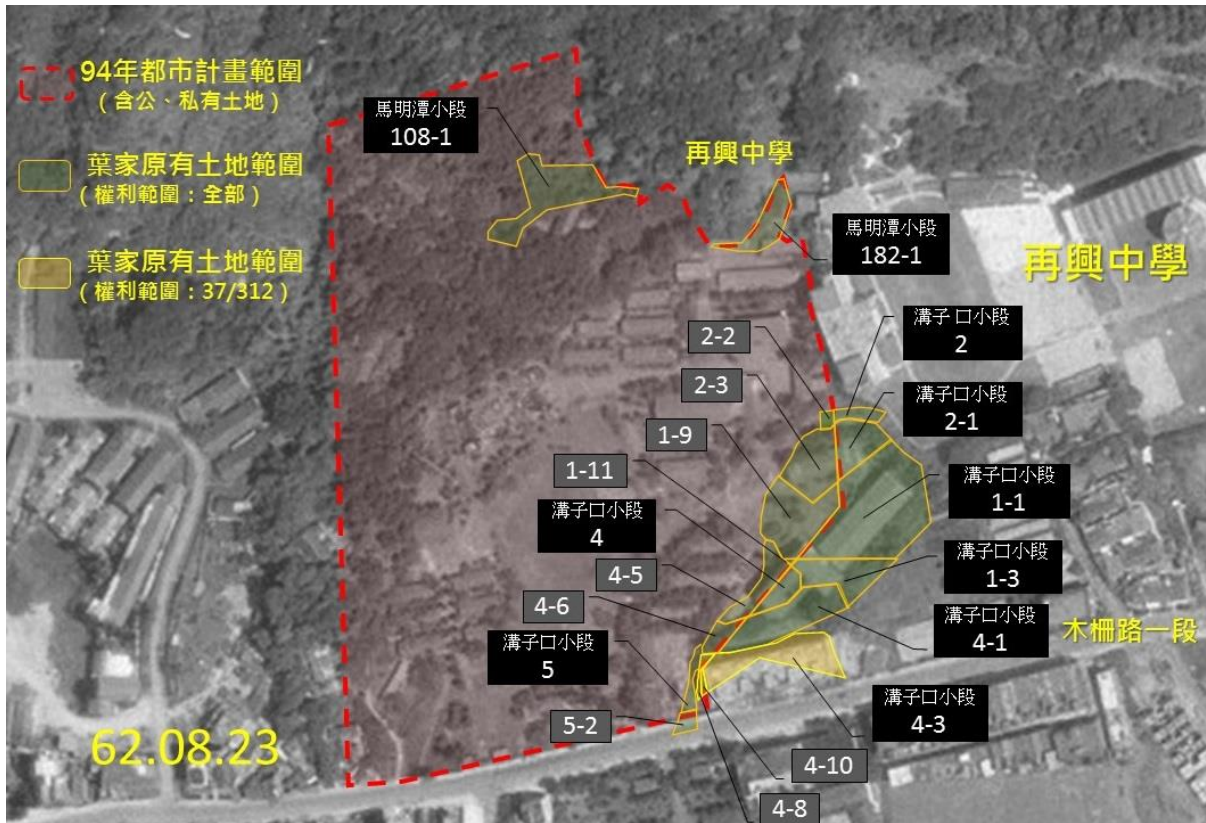 94年都市計畫範圍
(含公、私有土地)
葉家原有土地範圍
(權利範圍:全部)
葉家原有土地範圍
(權利範圍:37/312)
馬明潭小段
108-1
再興中學
馬明潭小段
182-1
再興中學
溝子口小段
2
2-2
2-3
溝子口小段
2-1
1-9
1-11
溝子口小段
1-1
溝子口小段
4
溝子口小段
1-3
4-5
4-6
溝子口小段
4-1
木柵路一段
溝子口小段
5
溝子口小段
4-3
5-2
4-10
4-8
62.08.23